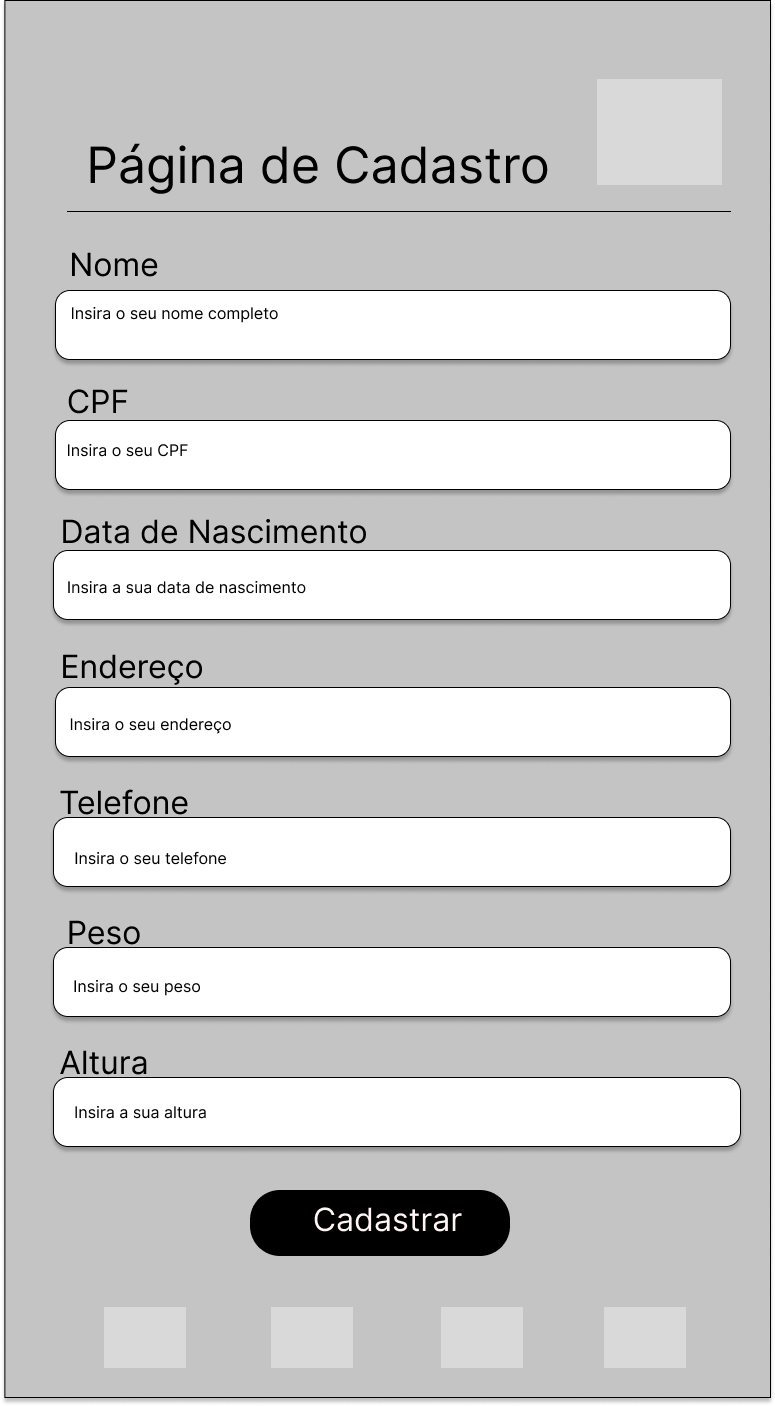 Página de Cadastro
Nome
Insira o seu nome completo
CPF
Insira o seu CPF
Data de Nascimento
Insira a sua data de nascimento
Endereço
Insira o seu endereço
Telefone
Insira o seu telefone
Peso
Insira o seu peso
Altura
Insira a sua altura
Cadastrar